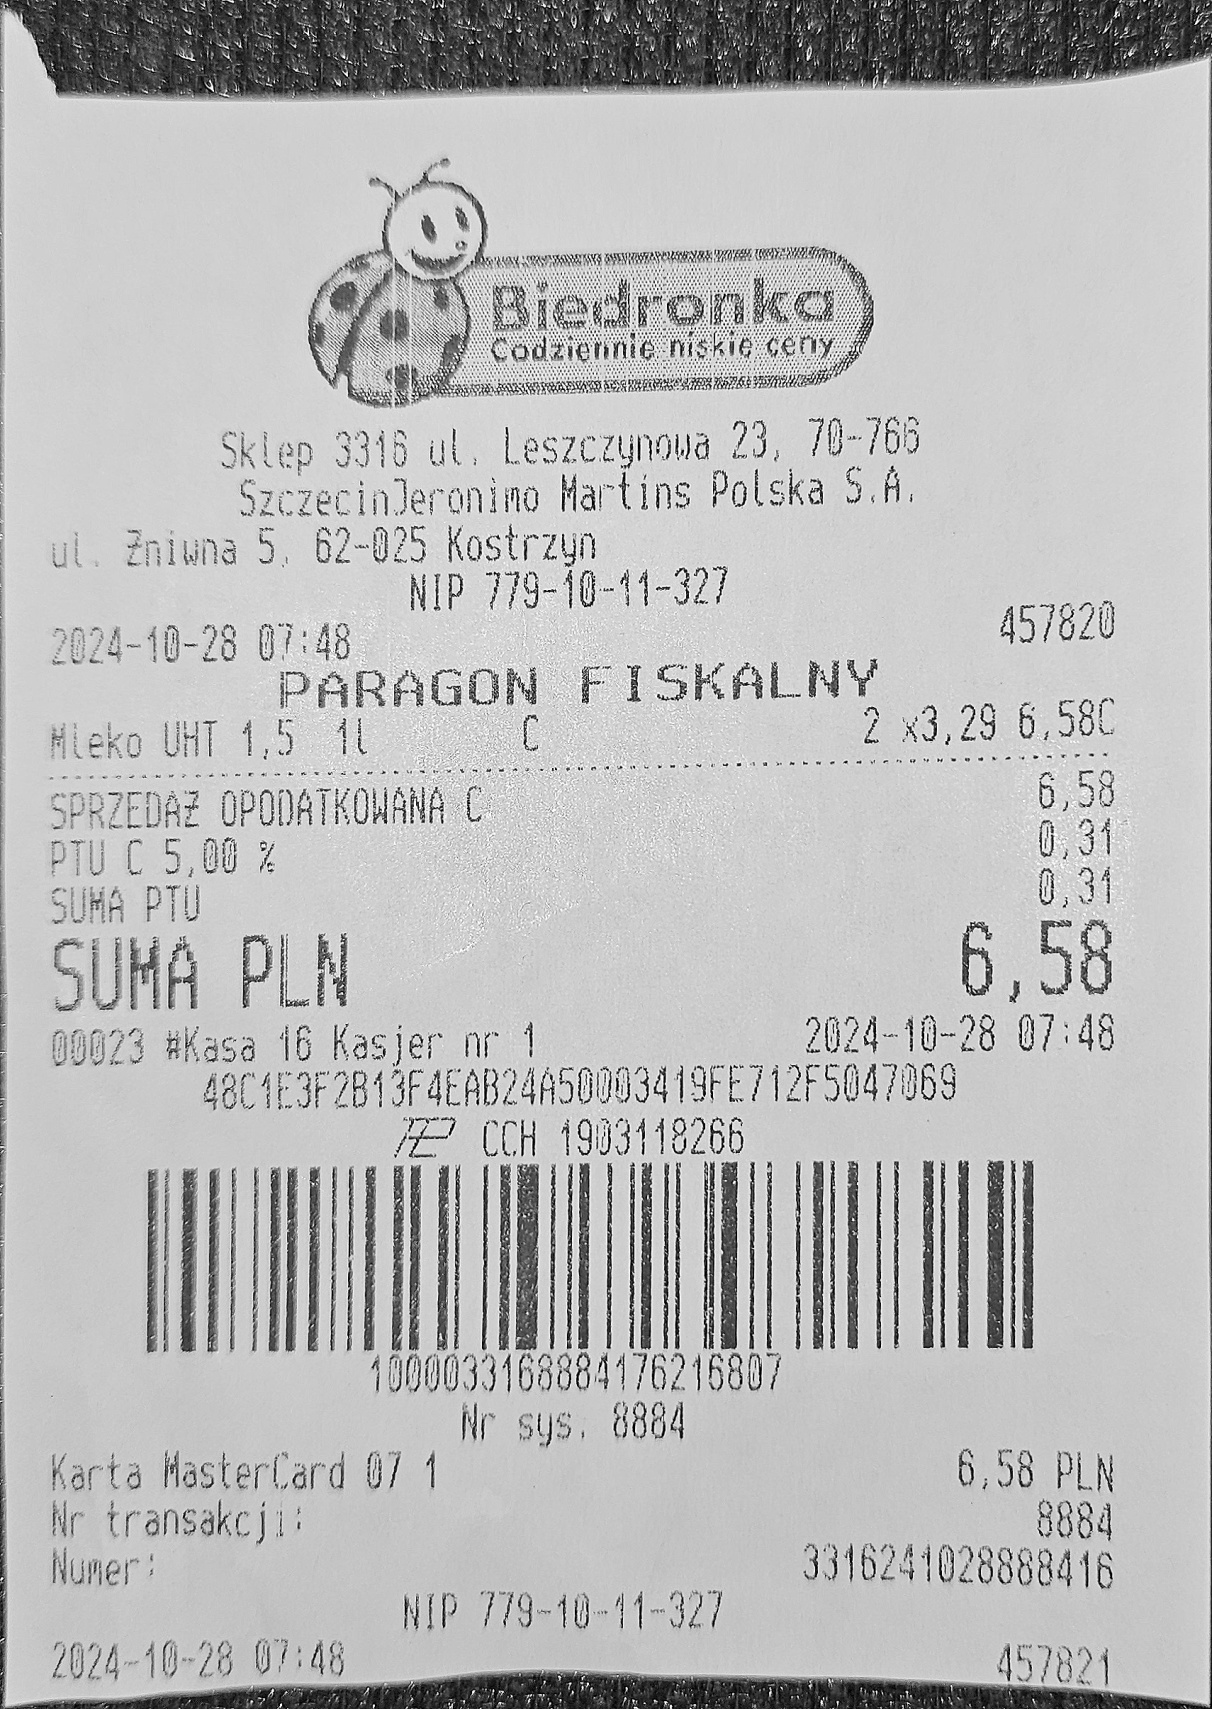 Biedronka
Codziennie niskie ceny
Sklep 3316 ul. Leszczynowa 23, 70-766
SzczecinJeronimo Martins Polska S.A.
ul. Żniwna 5, 62-025 Kostrzyn
NIP 779-10-11-327
2024-10-28 07:48 457820
PARAGON FISKALNY
Mleko UHT 1,5 1l C 2 x3,29 6,58C
SPRZEDAŻ OPODATKOWANA C 6,58
PTU C 5,00 % 0,31
SUMA PTU 0,31
SUMA PLN 6,58
00023 #Kasa 16 Kasjer nr 1 2024-10-28 07:48
48C1E3F2B13F4EAB24A50003419FE712F5047069
CCH 1903118266
1000033168884176216807
Nr sys. 8884
Karta MasterCard 07 1 6,58 PLN
Nr transakcji: 8884
Numer: 3316241028888416
NIP 779-10-11-327
2024-10-28 07:48 457821